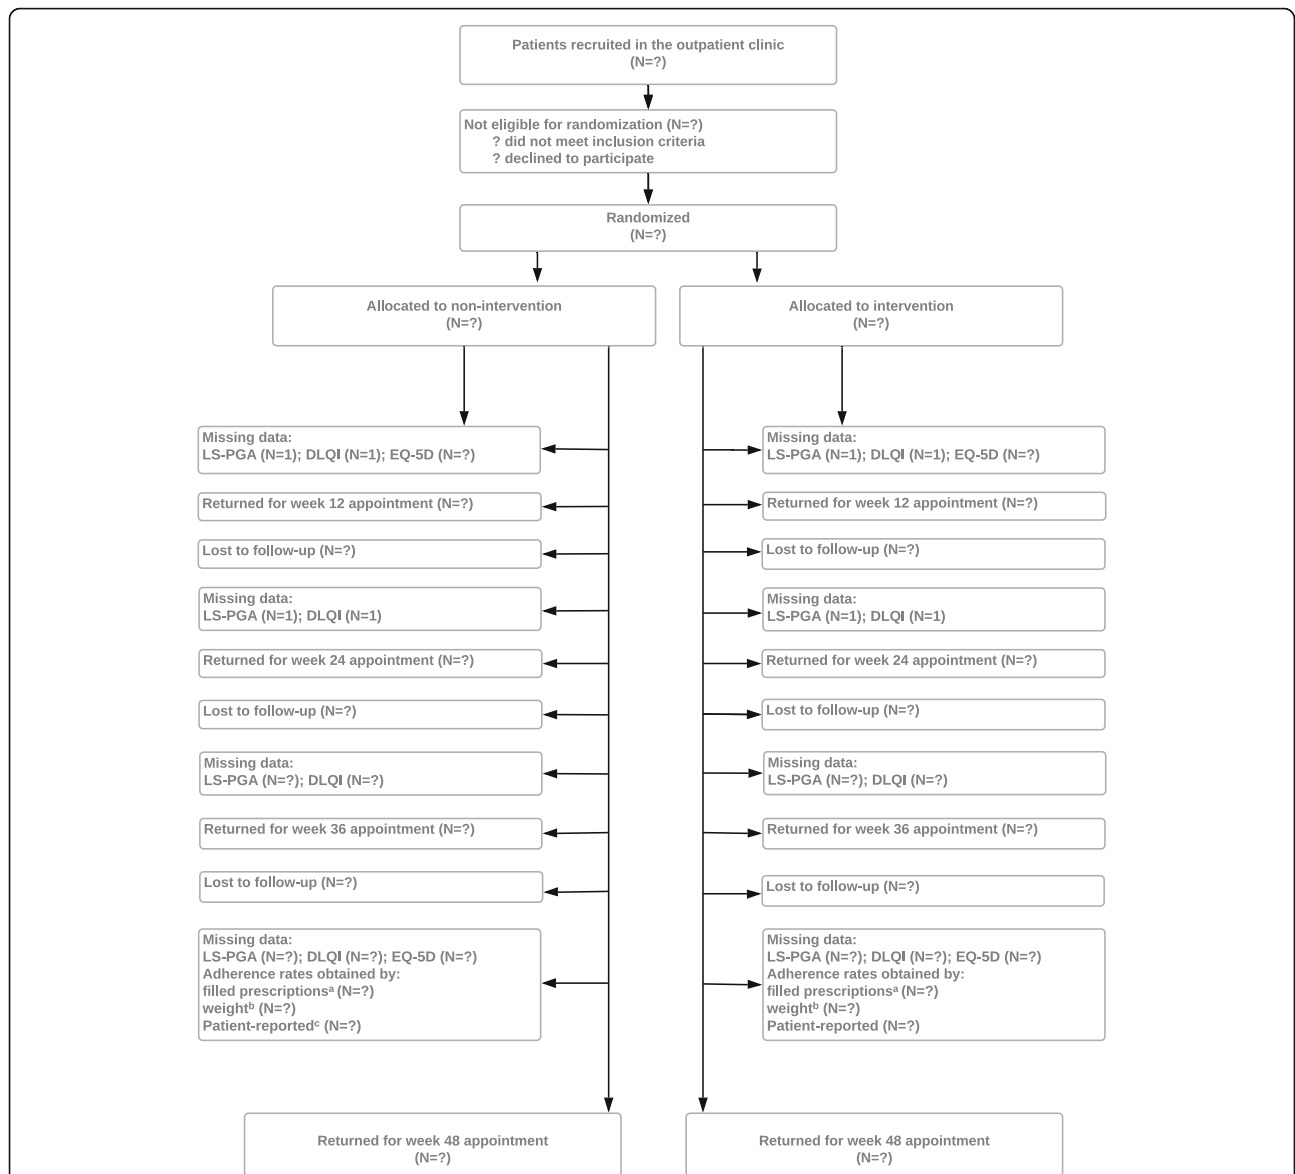 Patients recruited in the outpatient clinic
(N=?)
Not eligible for randomization (N=?)
? did not meet inclusion criteria
? declined to participate
Randomized
(N=?)
Allocated to non-intervention
(N=?)
Allocated to intervention
(N=?)
Missing data:
LS-PGA (N=1); DLQI (N=1); EQ-5D (N=?)
Returned for week 12 appointment (N=?)
Lost to follow-up (N=?)
Missing data:
LS-PGA (N=1); DLQI (N=1)
Returned for week 24 appointment (N=?)
Lost to follow-up (N=?)
Missing data:
LS-PGA (N=?); DLQI (N=?)
Returned for week 36 appointment (N=?)
Lost to follow-up (N=?)
Missing data:
LS-PGA (N=?); DLQI (N=?); EQ-5D (N=?)
Adherence rates obtained by:
filled prescriptionsᵃ (N=?)
weightᵇ (N=?)
Patient-reportedᶜ (N=?)
Returned for week 48 appointment
(N=?)
Missing data:
LS-PGA (N=1); DLQI (N=1); EQ-5D (N=?)
Returned for week 12 appointment (N=?)
Lost to follow-up (N=?)
Missing data:
LS-PGA (N=1); DLQI (N=1)
Returned for week 24 appointment (N=?)
Lost to follow-up (N=?)
Missing data:
LS-PGA (N=?); DLQI (N=?)
Returned for week 36 appointment (N=?)
Lost to follow-up (N=?)
Missing data:
LS-PGA (N=?); DLQI (N=?); EQ-5D (N=?)
Adherence rates obtained by:
filled prescriptionsᵃ (N=?)
weightᵇ (N=?)
Patient-reported (N=?)
Returned for week 48 appointment
(N=?)